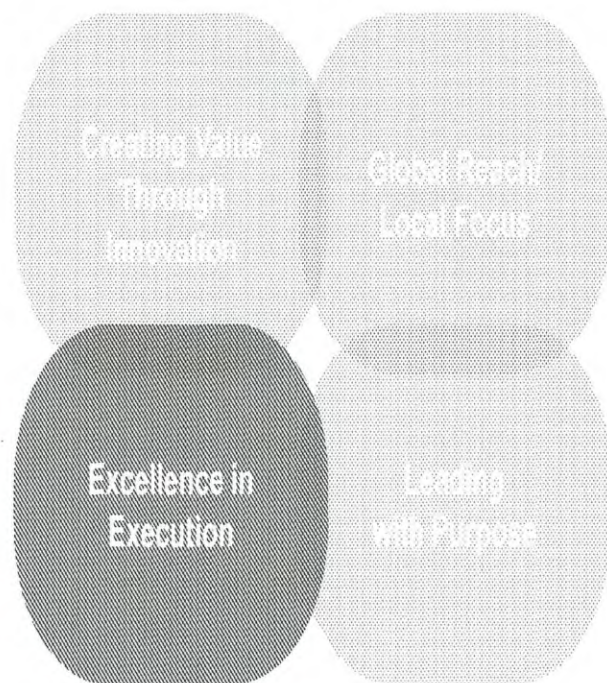 Creating Value
Through
Innovation
Global Reach/
Local Focus
Excellence in
Execution
Leading
with Purpose